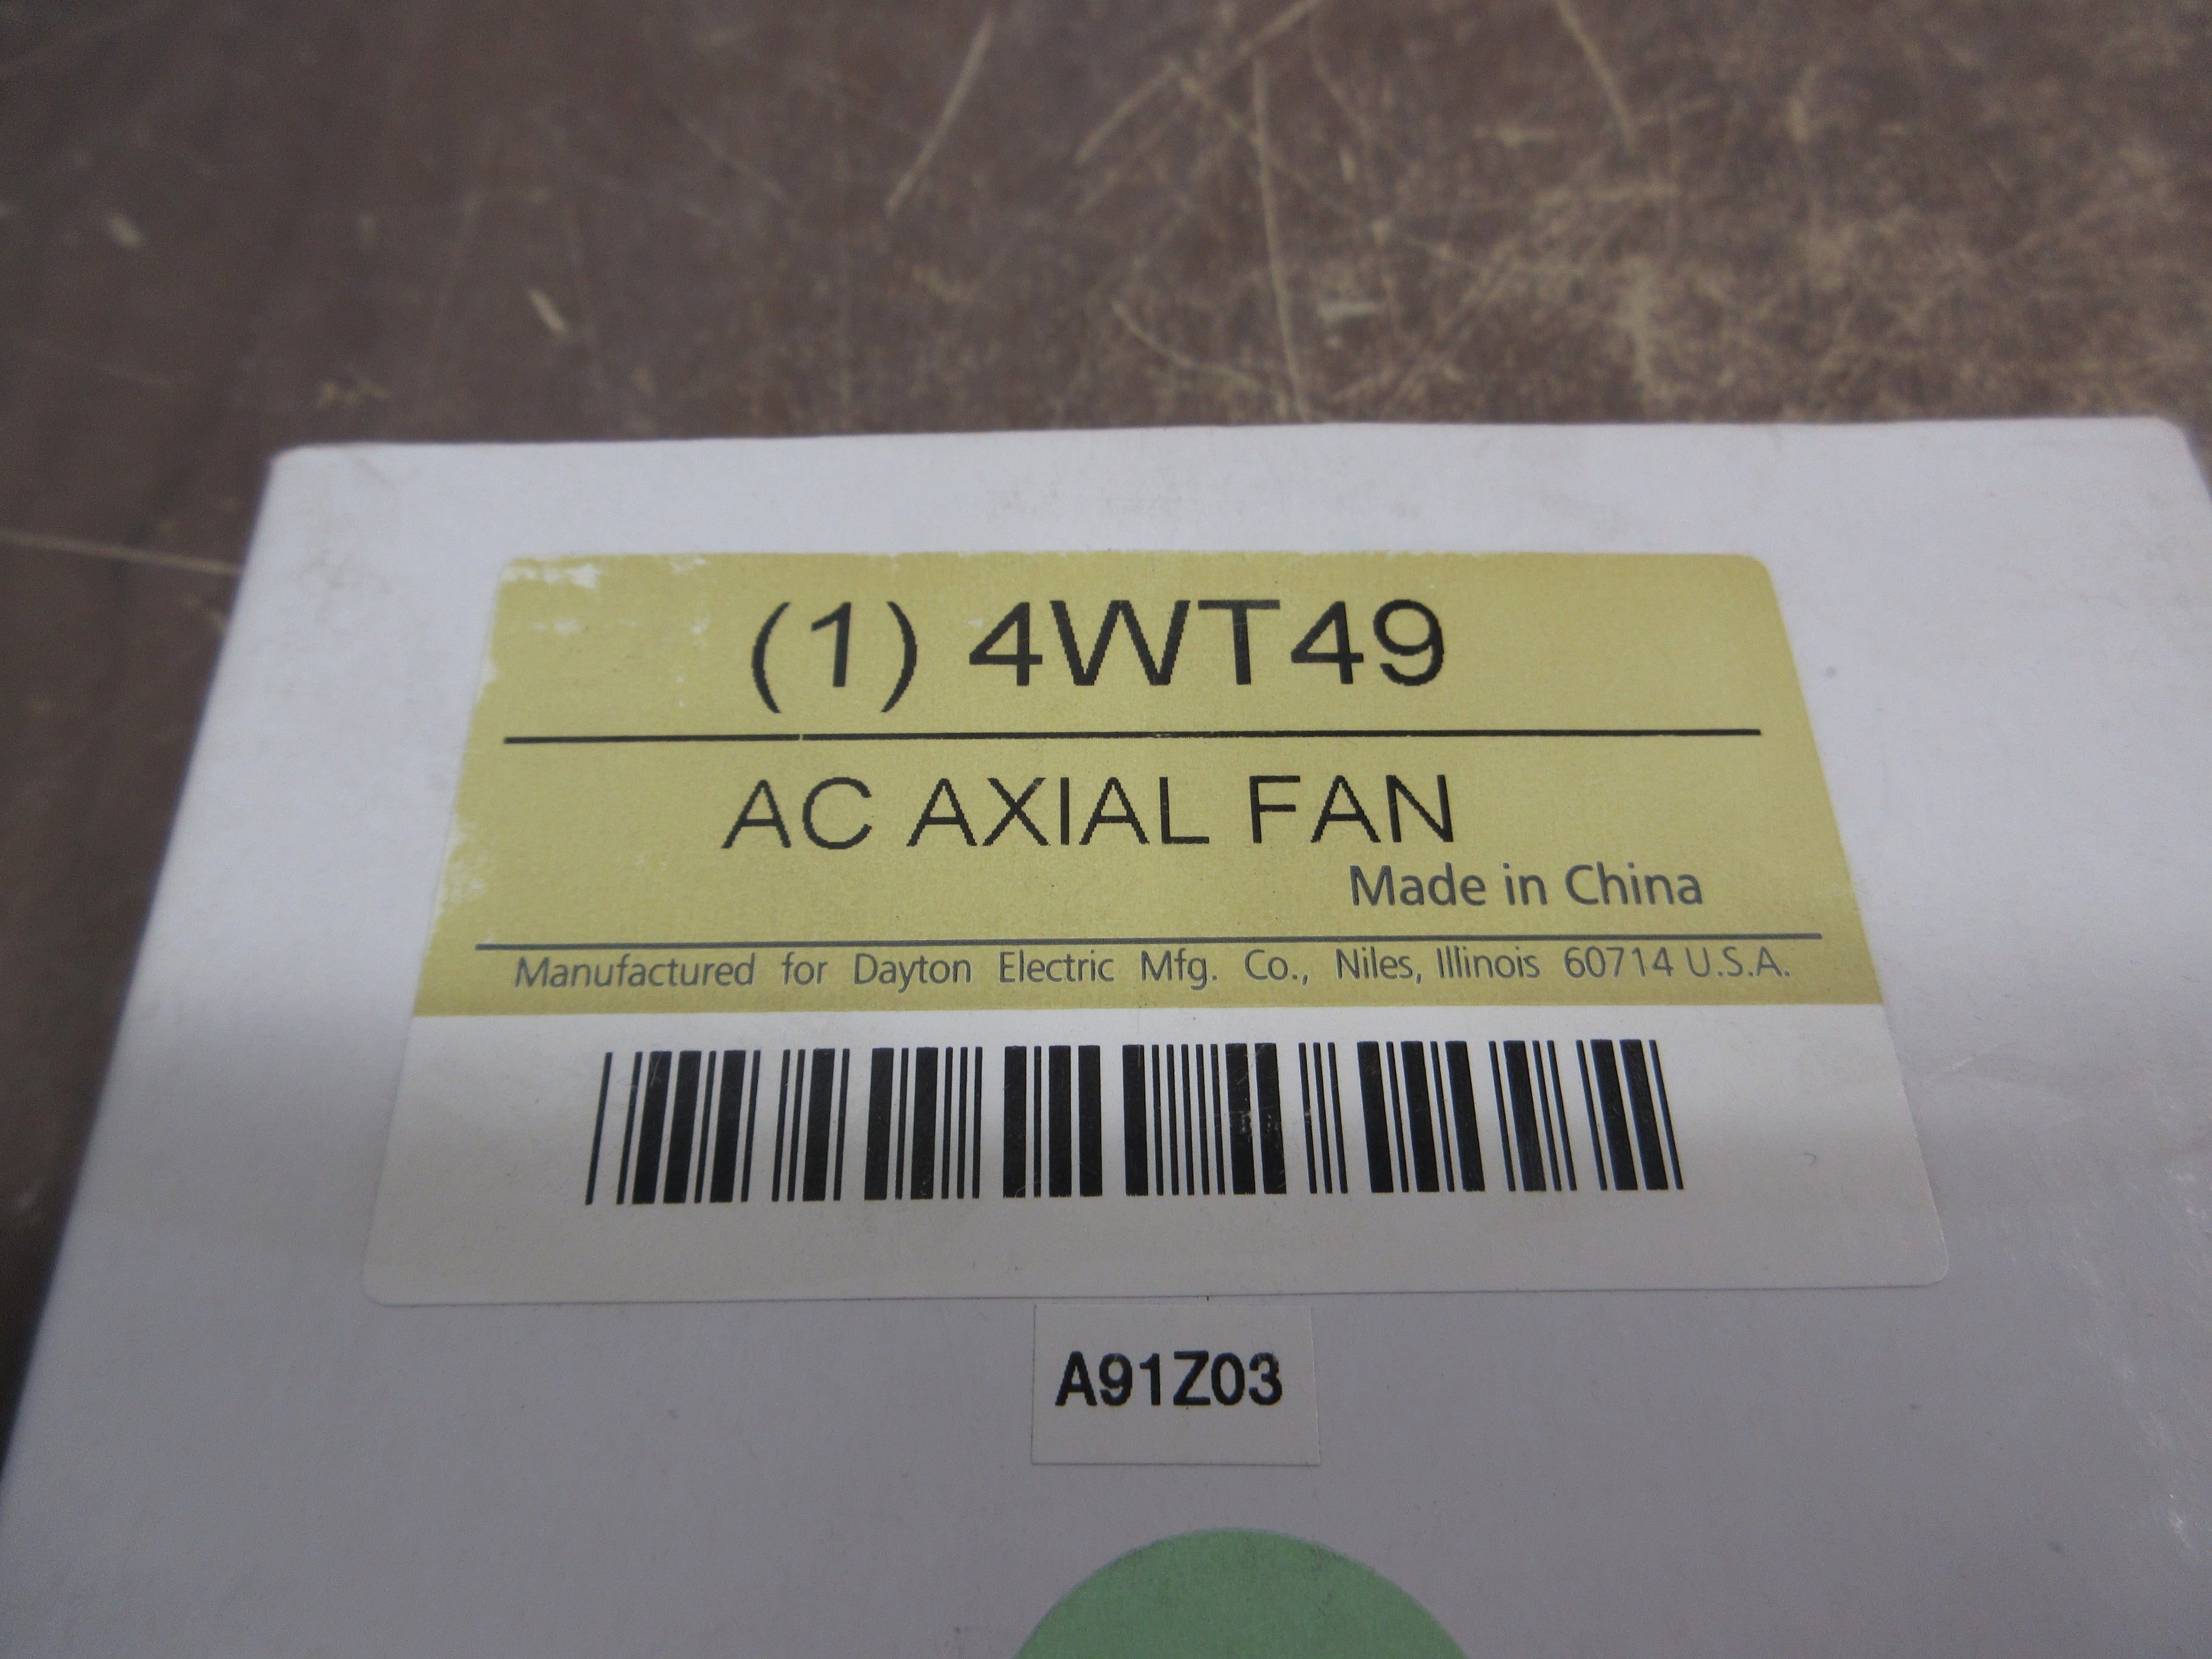 (1) 4WT49
AC AXIAL FAN
Made in China
Manufactured for Dayton Electric Mfg. Co., Niles, Illinois 60714 U.S.A.
A91Z03